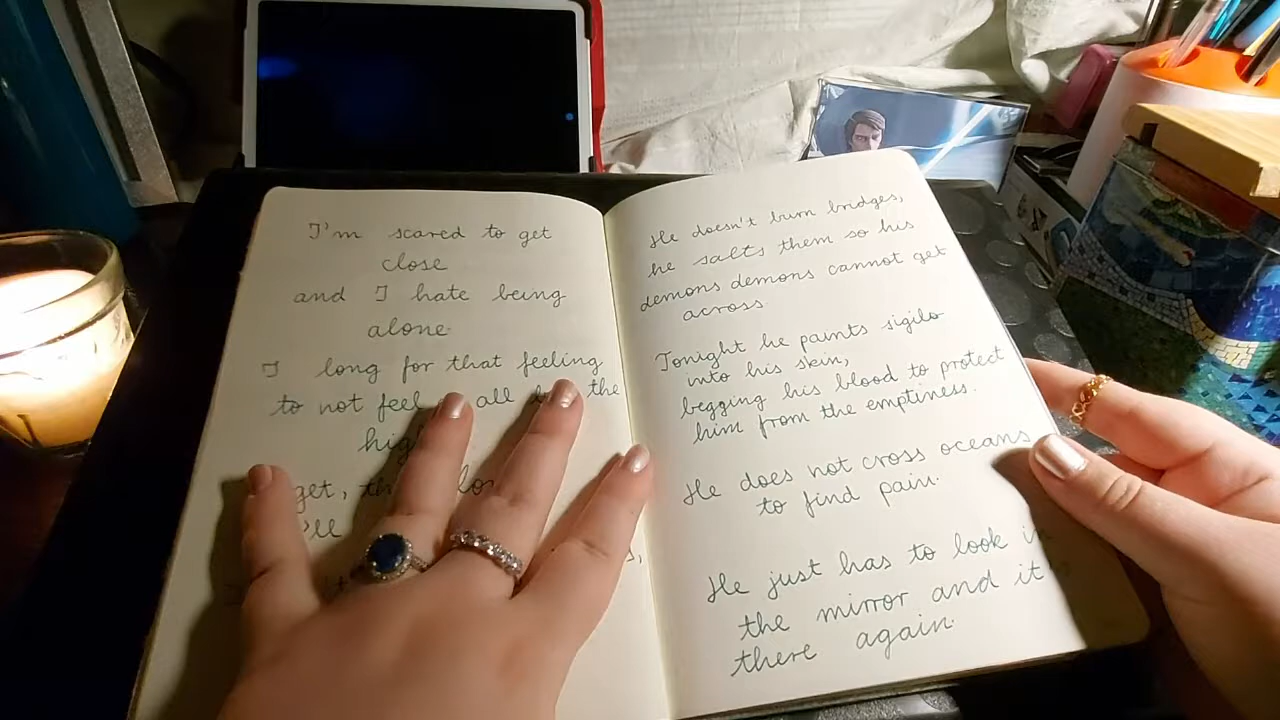 I'm scared to get
close
and I hate being
alone.
I long for that feeling
to not feel all the
get,
He doesn't burn bridges,
he salts them so his
demons demons cannot get
across.
Tonight he paints sigils
into his skin,
begging his blood to protect
him from the emptiness.
He does not cross oceans
to find pain.
He just has to look
the mirror and
there again.